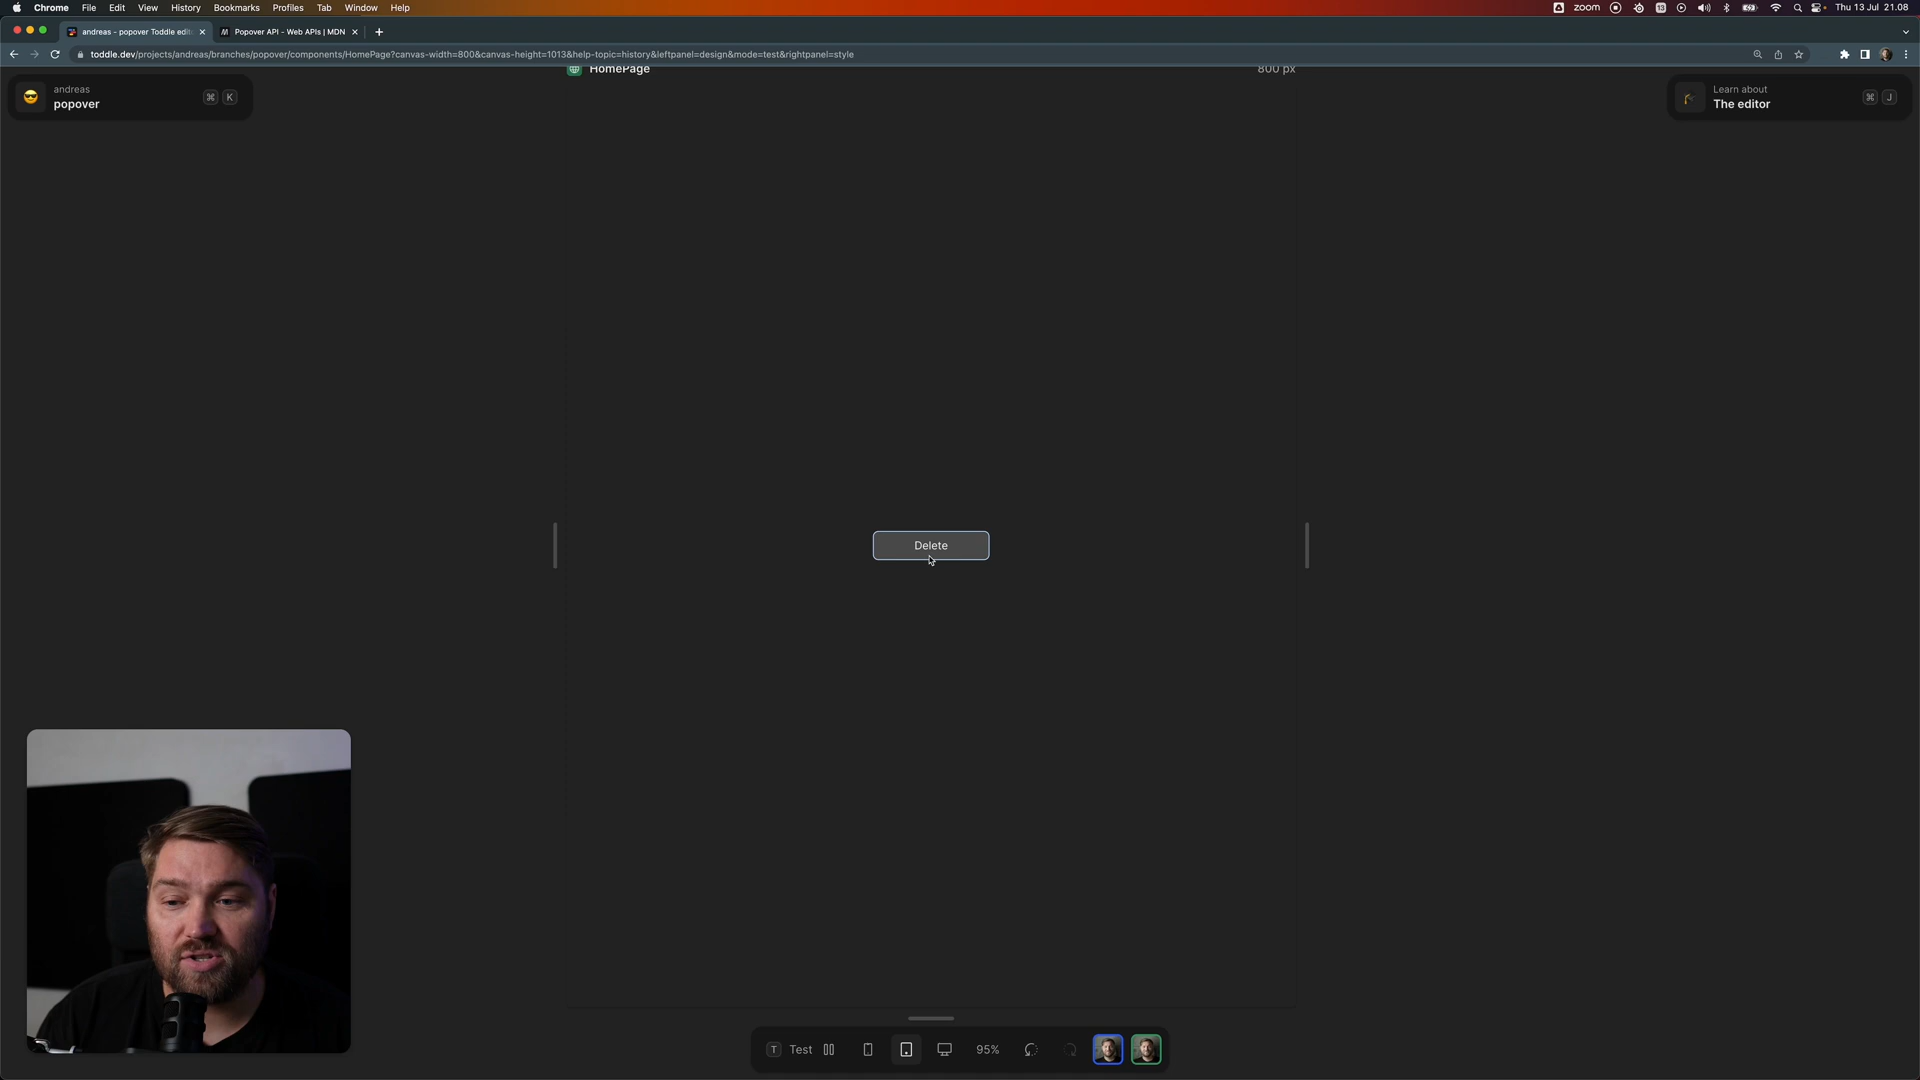 Chrome File Edit View History Bookmarks Profiles Tab Window Help
zoom 13 Thu 13 Jul 21.08
andreas - popover Toddle edit
Popover API - Web APIs | MDN
toddle.dev/projects/andreas/branches/popover/components/HomePage?canvas-width=800&canvas-height=1013&help-topic=history&leftpanel=design&mode=test&rightpanel=style
HomePage 800 px
andreas
popover
⌘ K
Learn about
The editor
⌘ J
Delete
T Test 95%